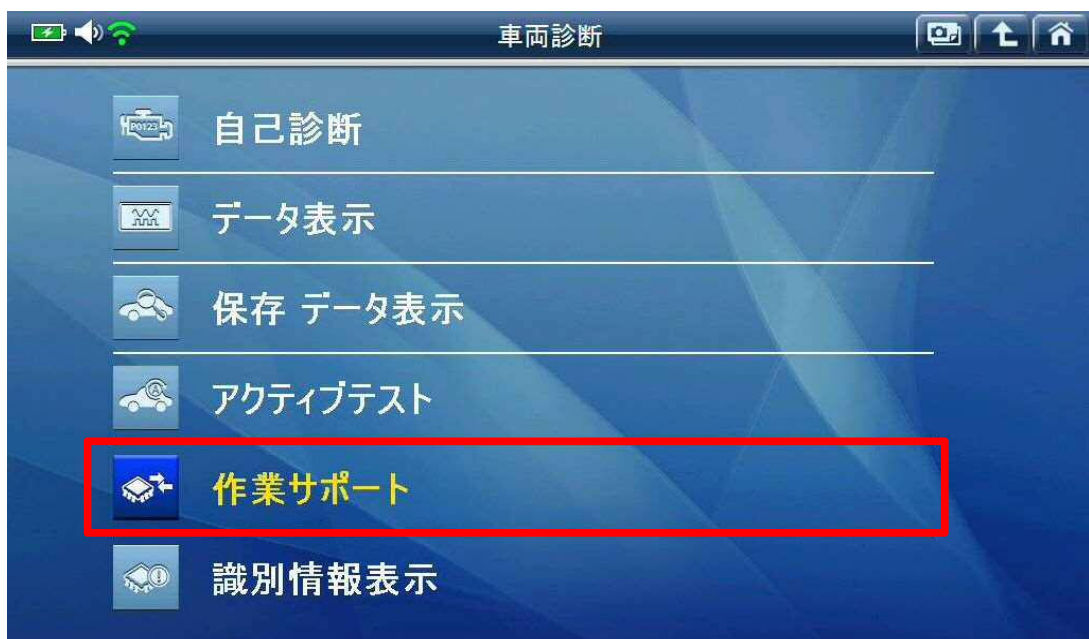 車両診断
P0123
自己診断
データ表示
保存 データ表示
アクティブテスト
作業サポート
識別情報表示